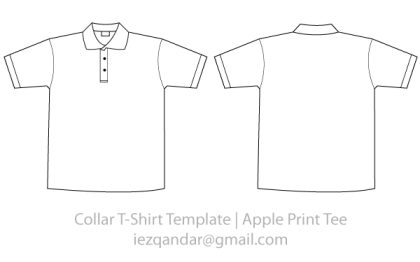 Collar T-Shirt Template | Apple Print Tee
iezqandar@gmail.com